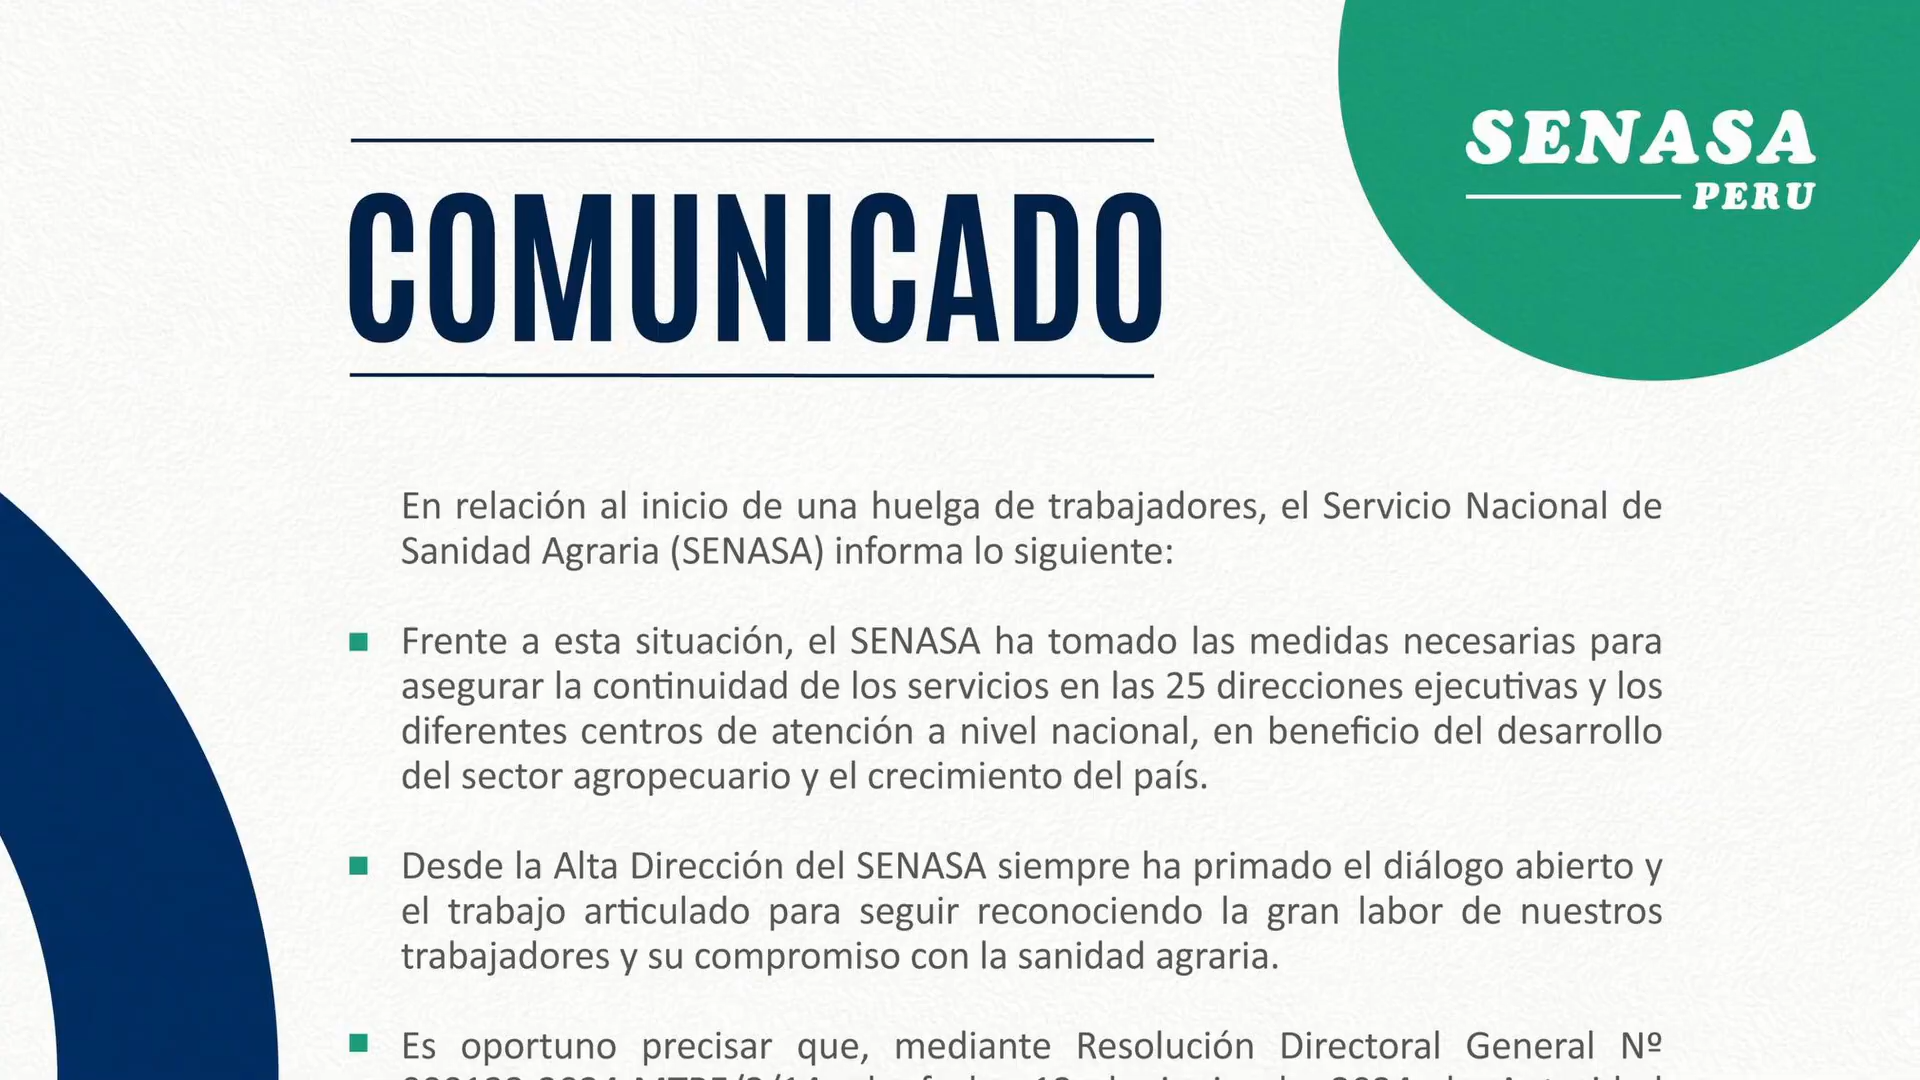 SENASA
PERU
COMUNICADO
En relación al inicio de una huelga de trabajadores, el Servicio Nacional de
Sanidad Agraria (SENASA) informa lo siguiente:
Frente a esta situación, el SENASA ha tomado las medidas necesarias para
asegurar la continuidad de los servicios en las 25 direcciones ejecutivas y los
diferentes centros de atención a nivel nacional, en beneficio del desarrollo
del sector agropecuario y el crecimiento del país.
Desde la Alta Dirección del SENASA siempre ha primado el diálogo abierto y
el trabajo articulado para seguir reconociendo la gran labor de nuestros
trabajadores y su compromiso con la sanidad agraria.
Es oportuno precisar que, mediante Resolución Directoral General Nº